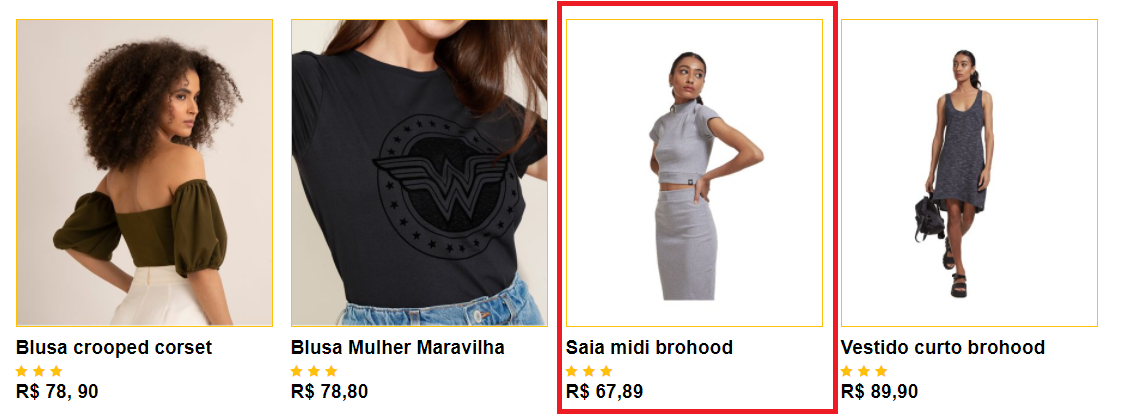 Blusa crooped corset
R$ 78, 90
Blusa Mulher Maravilha
R$ 78,80
Saia midi brohood
R$ 67,89
Vestido curto brohood
R$ 89,90